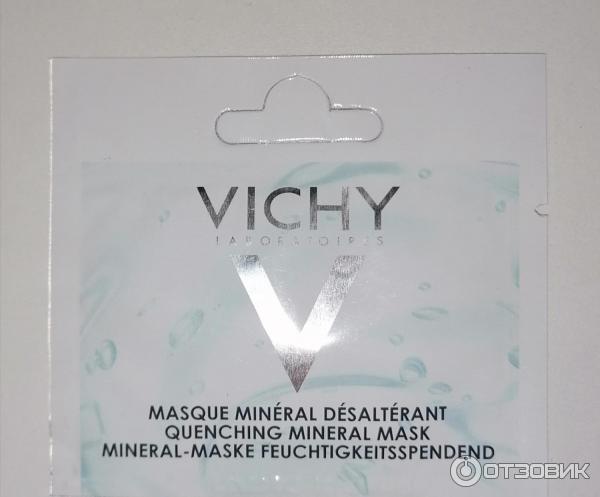 VICHY
LABORATOIRES
V
MASQUE MINÉRAL DÉSALTÉRANT
QUENCHING MINERAL MASK
MINERAL-MASKE FEUCHTIGKEITSSPENDEND
ОТЗОВИК